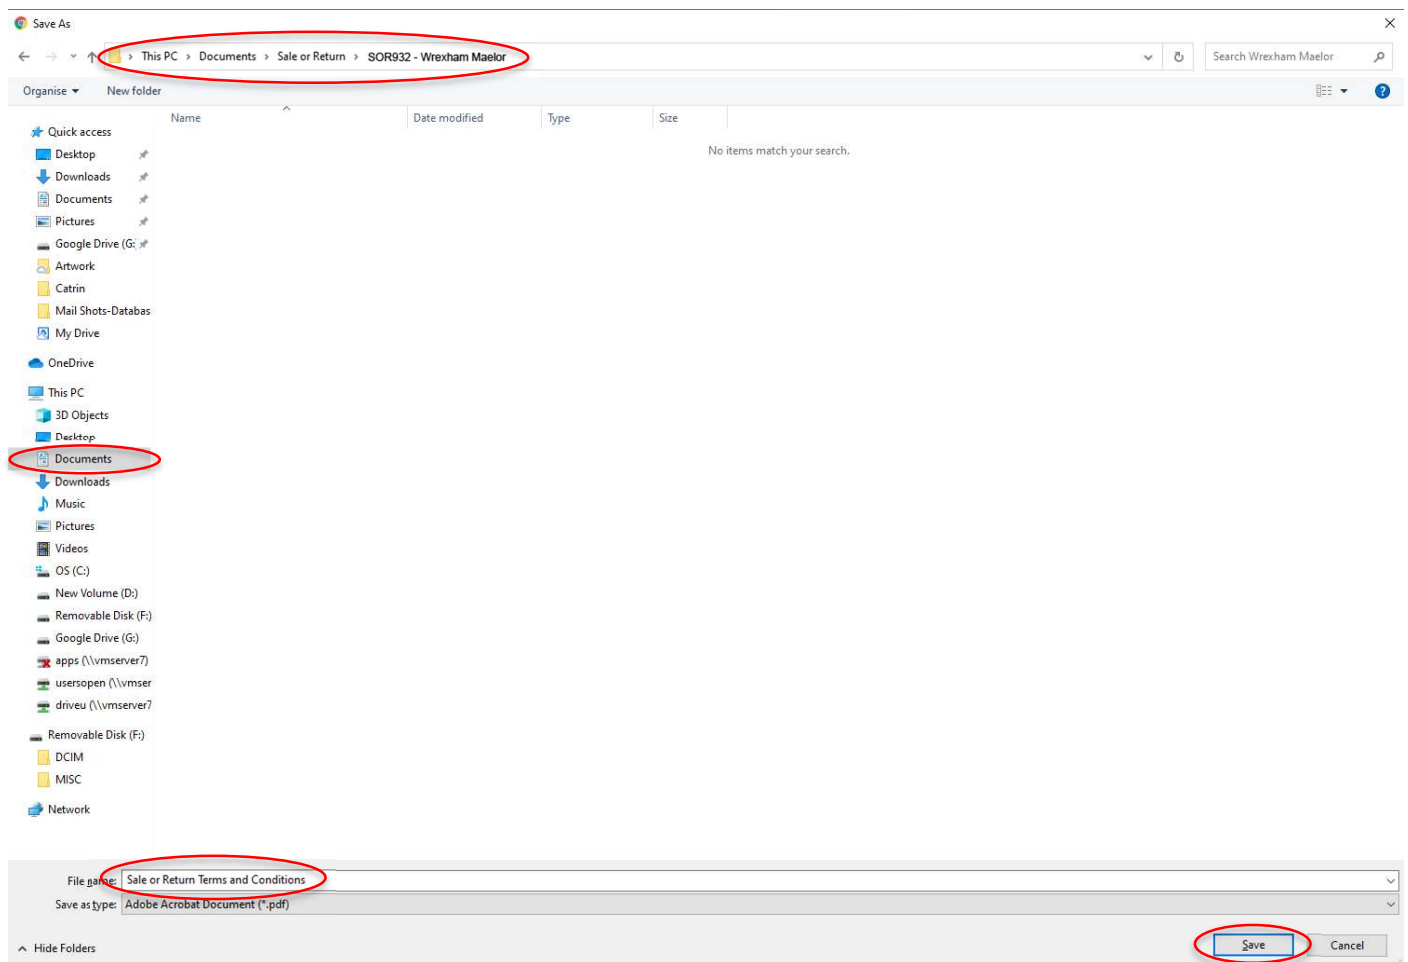 Save As
This PC > Documents > Sale or Return > SOR932 - Wrexham Maelor
Search Wrexham Maelor
Organise
New folder
Name
Date modified
Type
Size
No items match your search.
Quick access
Desktop
Downloads
Documents
Pictures
Google Drive (G:
Artwork
Catrin
Mail Shots-Databas
My Drive
OneDrive
This PC
3D Objects
Desktop
Documents
Downloads
Music
Pictures
Videos
OS (C:)
New Volume (D:)
Removable Disk (F:)
Google Drive (G:)
apps (\\vmserver7)
usersopen (\\vmser
driveu (\\vmserver7
Removable Disk (F:)
DCIM
MISC
Network
File name: Sale or Return Terms and Conditions
Save as type: Adobe Acrobat Document (*.pdf)
Hide Folders
Save
Cancel